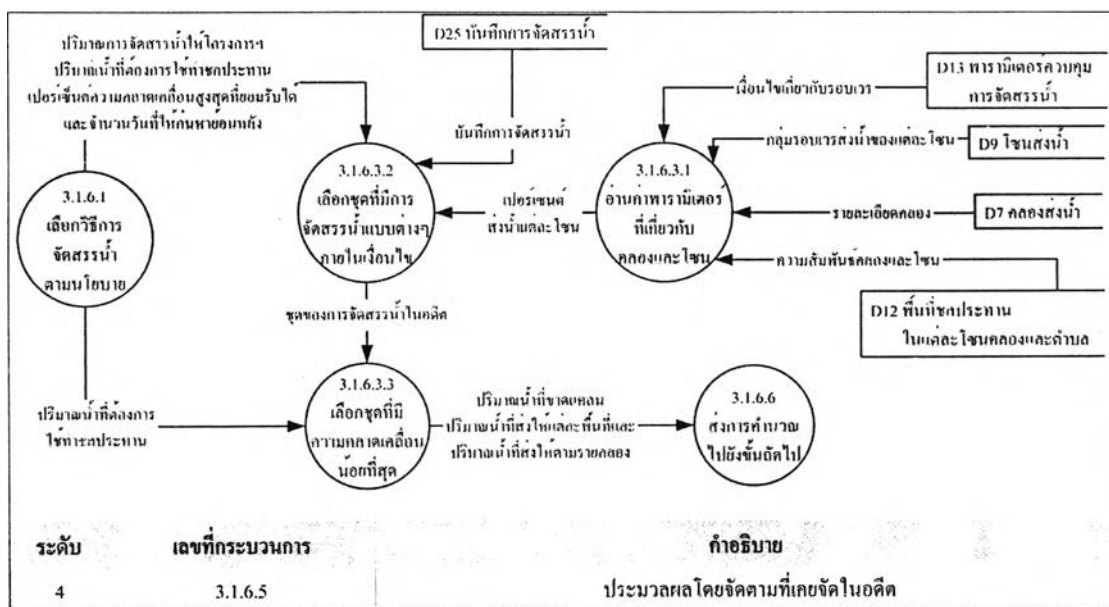 ปริมาณการจัดสรรน้ำให้โครงการฯ
ปริมาณน้ำที่ต้องการใช้ทำชลประทาน
เปอร์เซ็นต์ความคลาดเคลื่อนสูงสุดที่ยอมรับได้
และจำนวนวันที่ให้ค้นหาย้อนหลัง
D25 บันทึกการจัดสรรน้ำ
บันทึกการจัดสรรน้ำ
D13 พารามิเตอร์ควบคุม
การจัดสรรน้ำ
เงื่อนไขเกี่ยวกับรอบเวร
กลุ่มรอบเวรส่งน้ำของแต่ละโซน
D9 โซนส่งน้ำ
3.1.6.1
เลือกวิธีการ
จัดสรรน้ำ
ตามนโยบาย
3.1.6.3.2
เลือกชุดที่มีการ
จัดสรรน้ำแบบต่างๆ
ภายในเงื่อนไข
เปอร์เซนต์
ส่งน้ำแต่ละโซน
3.1.6.3.1
อ่านค่าพารามิเตอร์
ที่เกี่ยวกับ
คลองและโซน
รายละเอียดคลอง
D7 คลองส่งน้ำ
ความสัมพันธ์คลองและโซน
D12 พื้นที่ชลประทาน
ในแต่ละโซนคลองและตำบล
ชุดของการจัดสรรน้ำในอดีต
ปริมาณน้ำที่ต้องการ
ใช้ทำชลประทาน
3.1.6.3.3
เลือกชุดที่มี
ความคลาดเคลื่อน
น้อยที่สุด
ปริมาณน้ำที่ขาดแคลน
ปริมาณน้ำที่ส่งให้แต่ละพื้นที่และ
ปริมาณน้ำที่ส่งให้ตามรายคลอง
3.1.6.6
ส่งการคำนวณ
ไปยังขั้นถัดไป
ระดับ เลขที่กระบวนการ คำอธิบาย
4 3.1.6.5 ประมวลผลโดยจัดตามที่เคยจัดในอดีต